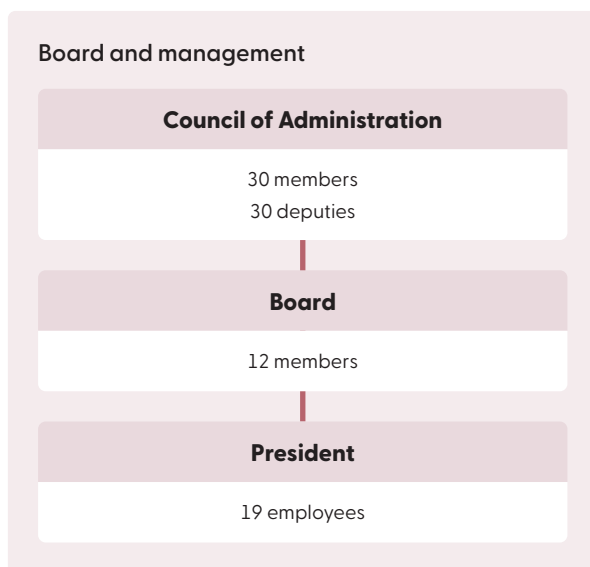 Board and management
Council of Administration
30 members
30 deputies
Board
12 members
President
19 employees